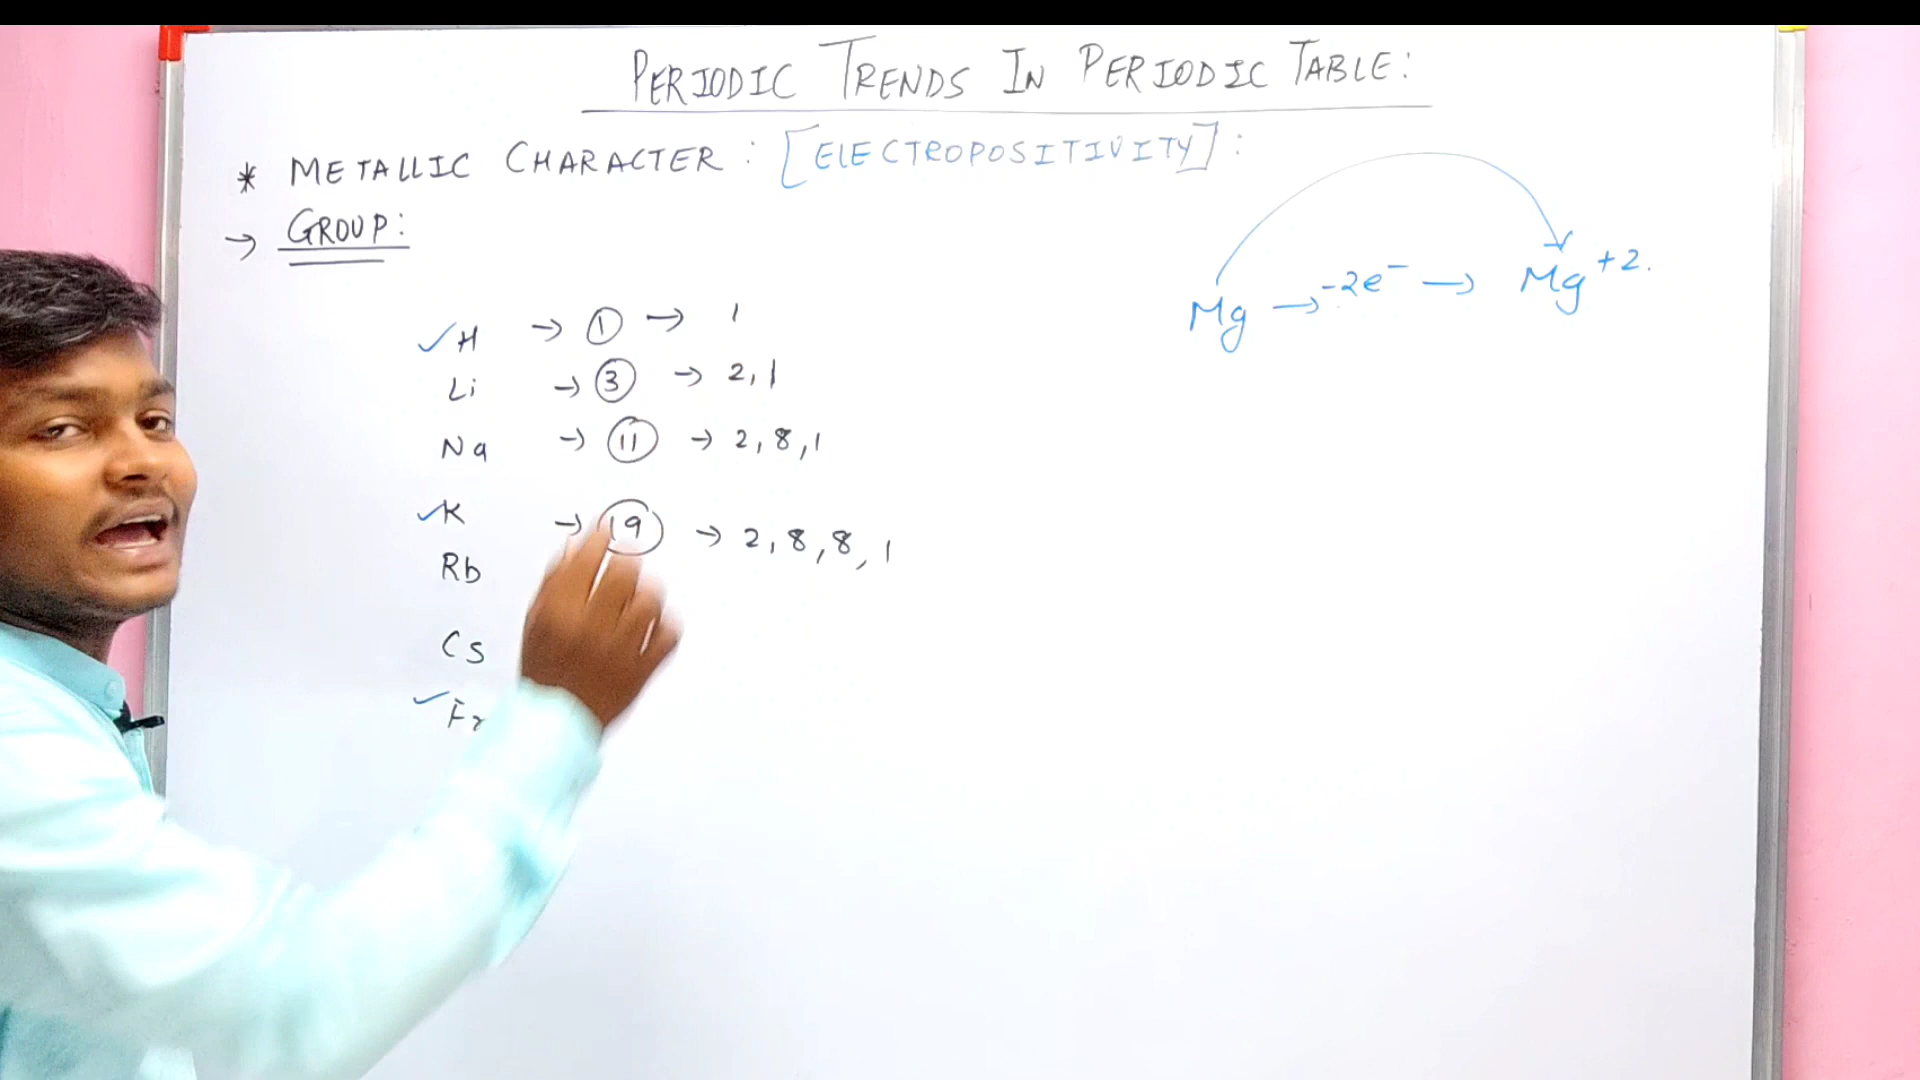 PERIODIC TRENDS IN PERIODIC TABLE:
* METALLIC CHARACTER: [ELECTROPOSITIVITY]:
→ GROUP:
Mg → -2e⁻ → Mg⁺².
✓H → 1 → 1
Li → 3 → 2, 1
Na → 11 → 2, 8, 1
✓K → 19 → 2, 8, 8, 1
Rb
Cs
✓Fr